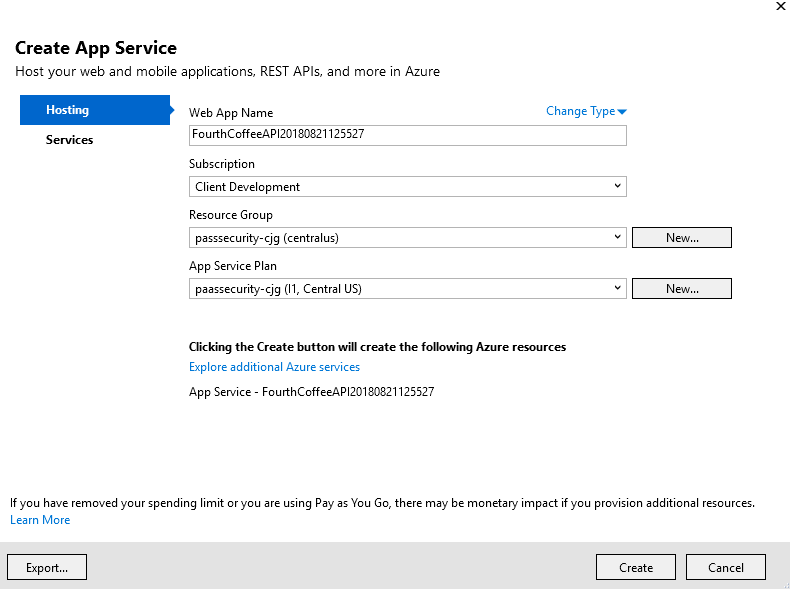 Create App Service
Host your web and mobile applications, REST APIs, and more in Azure
Hosting
Services
Web App Name
Change Type
FourthCoffeeAPI20180821125527
Subscription
Client Development
Resource Group
passsecurity-cjg (centralus)
New...
App Service Plan
paassecurity-cjg (I1, Central US)
New...
Clicking the Create button will create the following Azure resources
Explore additional Azure services
App Service - FourthCoffeeAPI20180821125527
If you have removed your spending limit or you are using Pay as You Go, there may be monetary impact if you provision additional resources.
Learn More
Export...
Create
Cancel